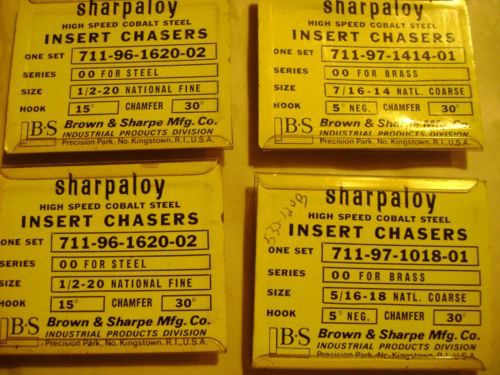 sharpaloy
HIGH SPEED COBALT STEEL
INSERT CHASERS
ONE SET 711-96-1620-02
SERIES 00 FOR STEEL
SIZE 1/2-20 NATIONAL FINE
HOOK 15° CHAMFER 30°
B-S Brown & Sharpe Mfg. Co.
INDUSTRIAL PRODUCTS DIVISION
Precision Park, No. Kingstown, R.I., U.S.A.
sharpaloy
HIGH SPEED COBALT STEEL
INSERT CHASERS
ONE SET 711-97-1414-01
SERIES 00 FOR BRASS
SIZE 7/16-14 NATL. COARSE
HOOK 5° NEG. CHAMFER 30°
B-S Brown & Sharpe Mfg. Co.
INDUSTRIAL PRODUCTS DIVISION
Precision Park, No. Kingstown, R.I., U.S.A.
sharpaloy
HIGH SPEED COBALT STEEL
INSERT CHASERS
ONE SET 711-96-1620-02
SERIES 00 FOR STEEL
SIZE 1/2-20 NATIONAL FINE
HOOK 15° CHAMFER 30°
B-S Brown & Sharpe Mfg. Co.
INDUSTRIAL PRODUCTS DIVISION
Precision Park, No. Kingstown, R.I., U.S.A.
sharpaloy
HIGH SPEED COBALT STEEL
INSERT CHASERS
ONE SET 711-97-1018-01
SERIES 00 FOR BRASS
SIZE 5/16-18 NATL. COARSE
HOOK 5° NEG. CHAMFER 30°
B-S Brown & Sharpe Mfg. Co.
INDUSTRIAL PRODUCTS DIVISION
Precision Park, No. Kingstown, R.I., U.S.A.